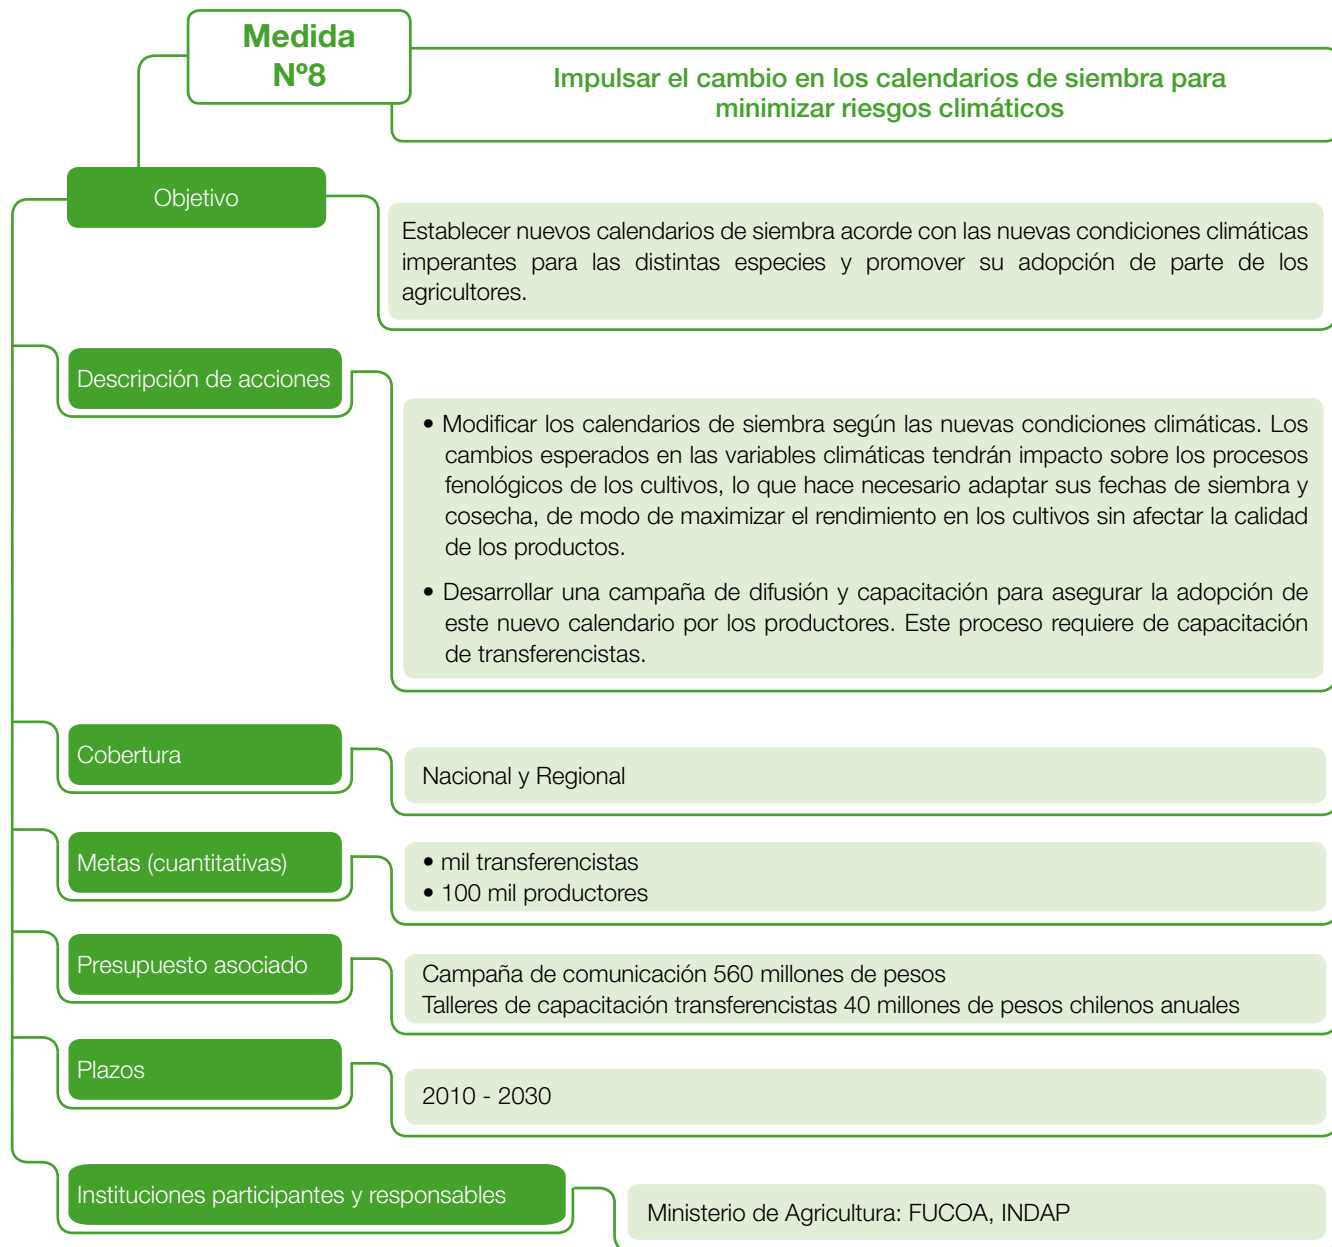 Medida
Nº8
Impulsar el cambio en los calendarios de siembra para
minimizar riesgos climáticos
Objetivo
Establecer nuevos calendarios de siembra acorde con las nuevas condiciones climáticas
imperantes para las distintas especies y promover su adopción de parte de los
agricultores.
Descripción de acciones
• Modificar los calendarios de siembra según las nuevas condiciones climáticas. Los
cambios esperados en las variables climáticas tendrán impacto sobre los procesos
fenológicos de los cultivos, lo que hace necesario adaptar sus fechas de siembra y
cosecha, de modo de maximizar el rendimiento en los cultivos sin afectar la calidad
de los productos.
• Desarrollar una campaña de difusión y capacitación para asegurar la adopción de
este nuevo calendario por los productores. Este proceso requiere de capacitación
de transferencistas.
Cobertura
Nacional y Regional
Metas (cuantitativas)
• mil transferencistas
• 100 mil productores
Presupuesto asociado
Campaña de comunicación 560 millones de pesos
Talleres de capacitación transferencistas 40 millones de pesos chilenos anuales
Plazos
2010 - 2030
Instituciones participantes y responsables
Ministerio de Agricultura: FUCOA, INDAP